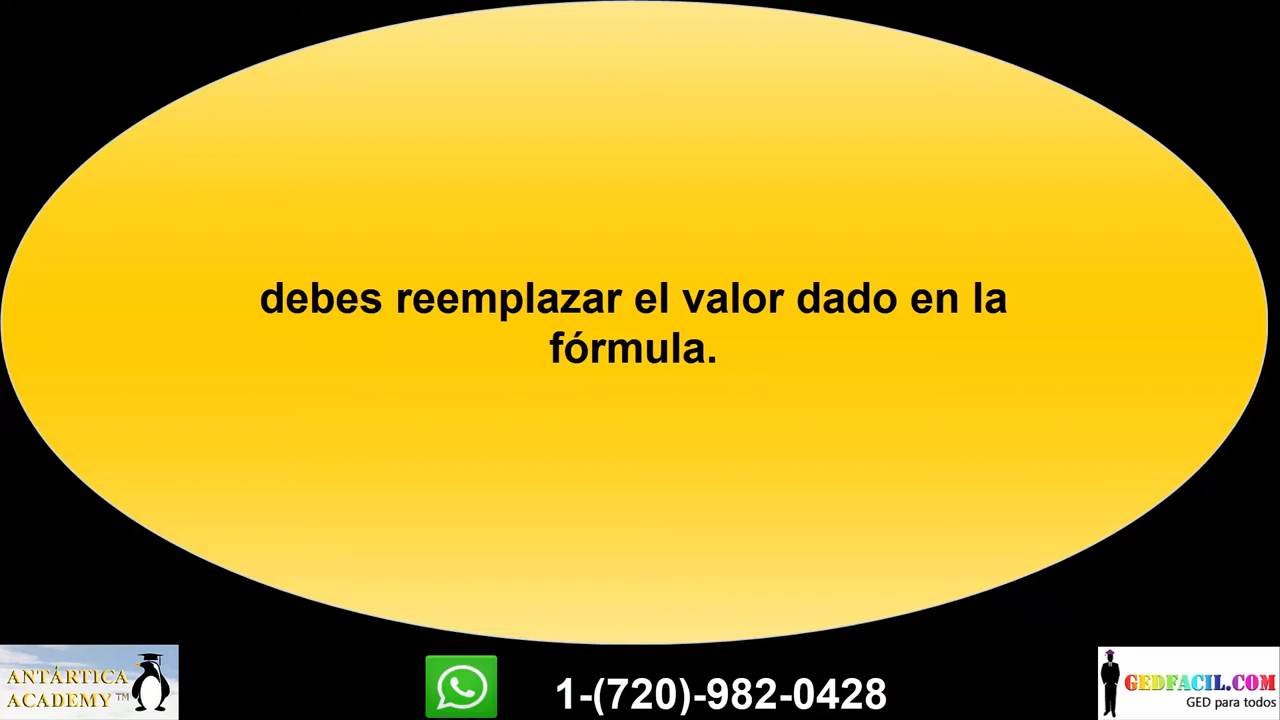 debes reemplazar el valor dado en la
fórmula.
ANTÁRTICA
ACADEMY™
1-(720)-982-0428
GEDFACIL.COM
GED para todos